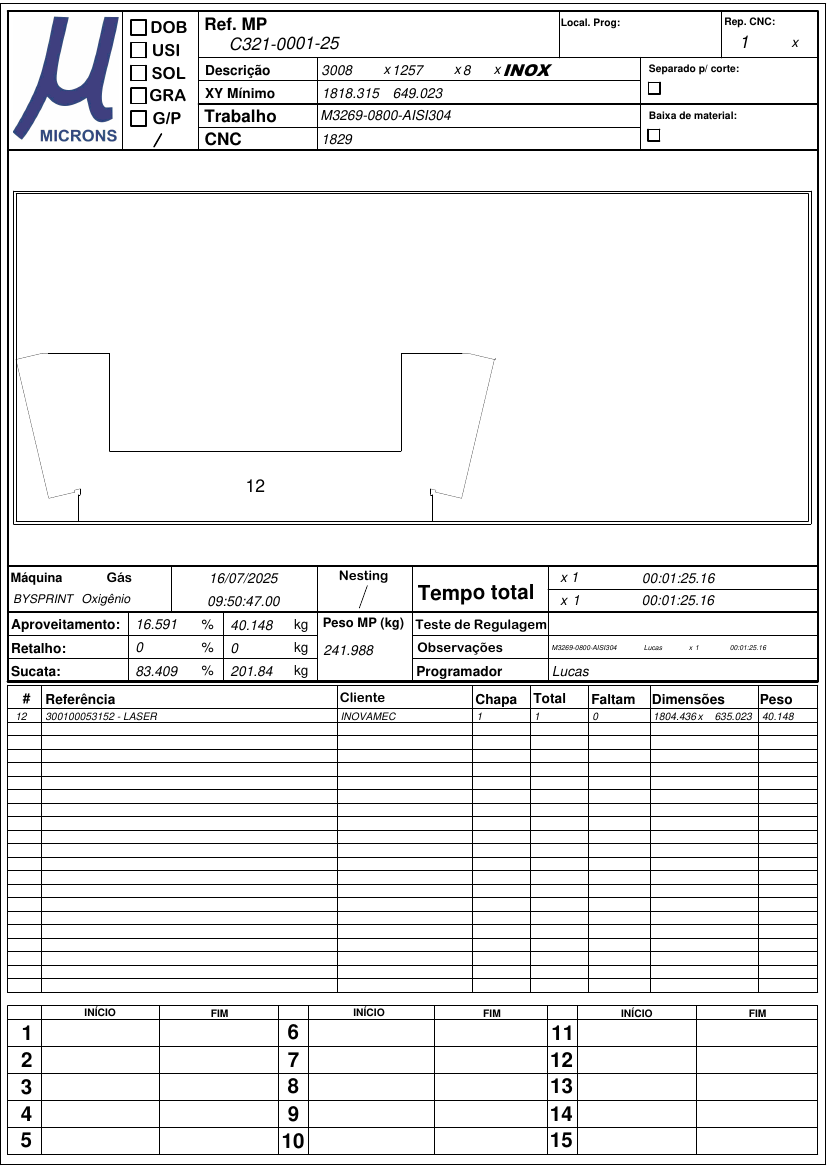 µ
MICRONS
DOB
USI
SOL
GRA
G/P
/
Ref. MP
C321-0001-25
Local. Prog:
Rep. CNC:
1 x
Descrição 3008 x 1257 x 8 x INOX
XY Mínimo 1818.315 649.023
Trabalho M3269-0800-AISI304
CNC 1829
Separado p/ corte:
Baixa de material:
12
Máquina Gás
BYSPRINT Oxigênio
16/07/2025
09:50:47.00
Nesting
/
Tempo total
x 1 00:01:25.16
x 1 00:01:25.16
Aproveitamento: 16.591 % 40.148 kg
Retalho: 0 % 0 kg
Sucata: 83.409 % 201.84 kg
Peso MP (kg)
241.988
Teste de Regulagem
Observações M3269-0800-AISI304 Lucas x 1 00:01:25.16
Programador Lucas
# Referência Cliente Chapa Total Faltam Dimensões Peso
12 300100053152 - LASER INOVAMEC 1 1 0 1804.436 x 635.023 40.148
INÍCIO FIM INÍCIO FIM INÍCIO FIM
1 6 11
2 7 12
3 8 13
4 9 14
5 10 15